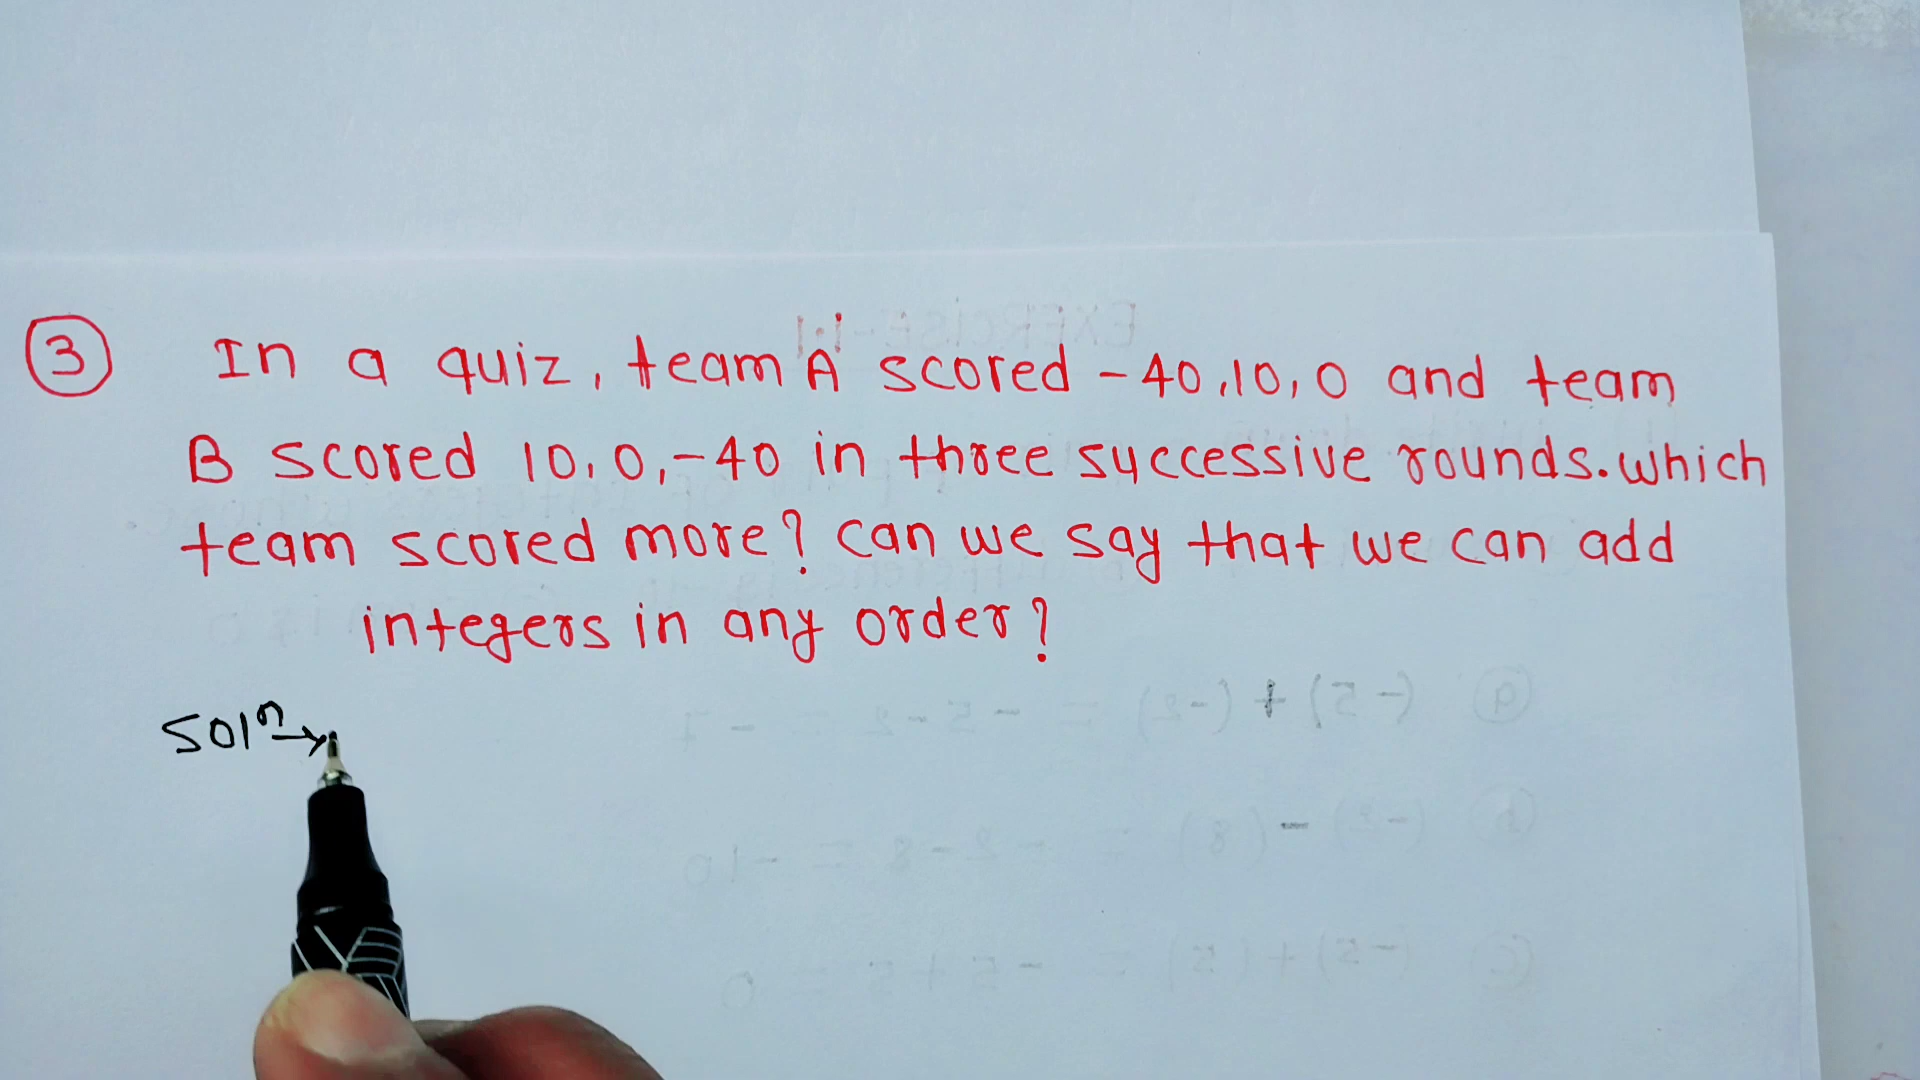 3 In a quiz, team A scored -40,10,0 and team
B scored 10,0,-40 in three successive rounds. which
team scored more? can we say that we can add
integers in any order?
Solⁿ→